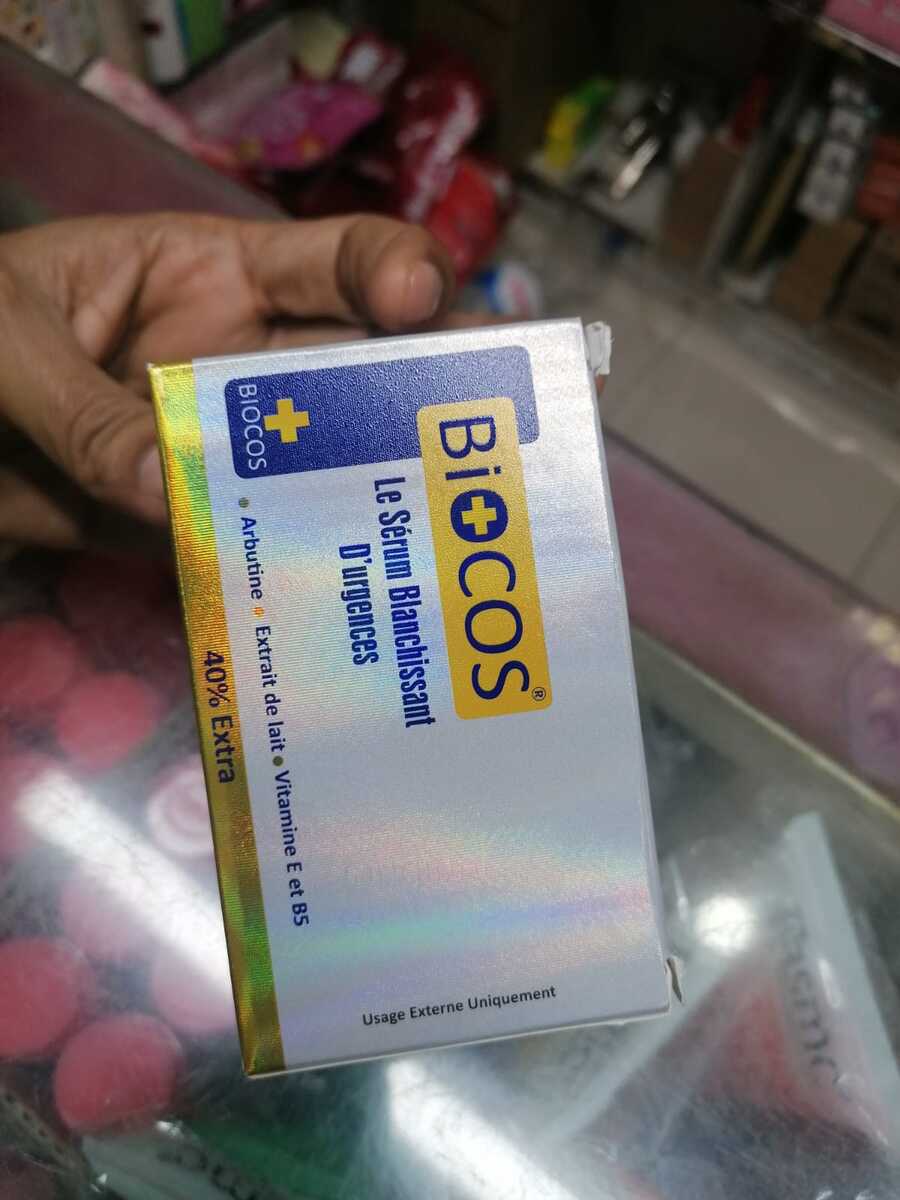 BIOCOS
BiOCOS®
Le Sérum Blanchissant
D'urgences
• Arbutine • Extrait de lait • Vitamine E et B5
40% Extra
Usage Externe Uniquement